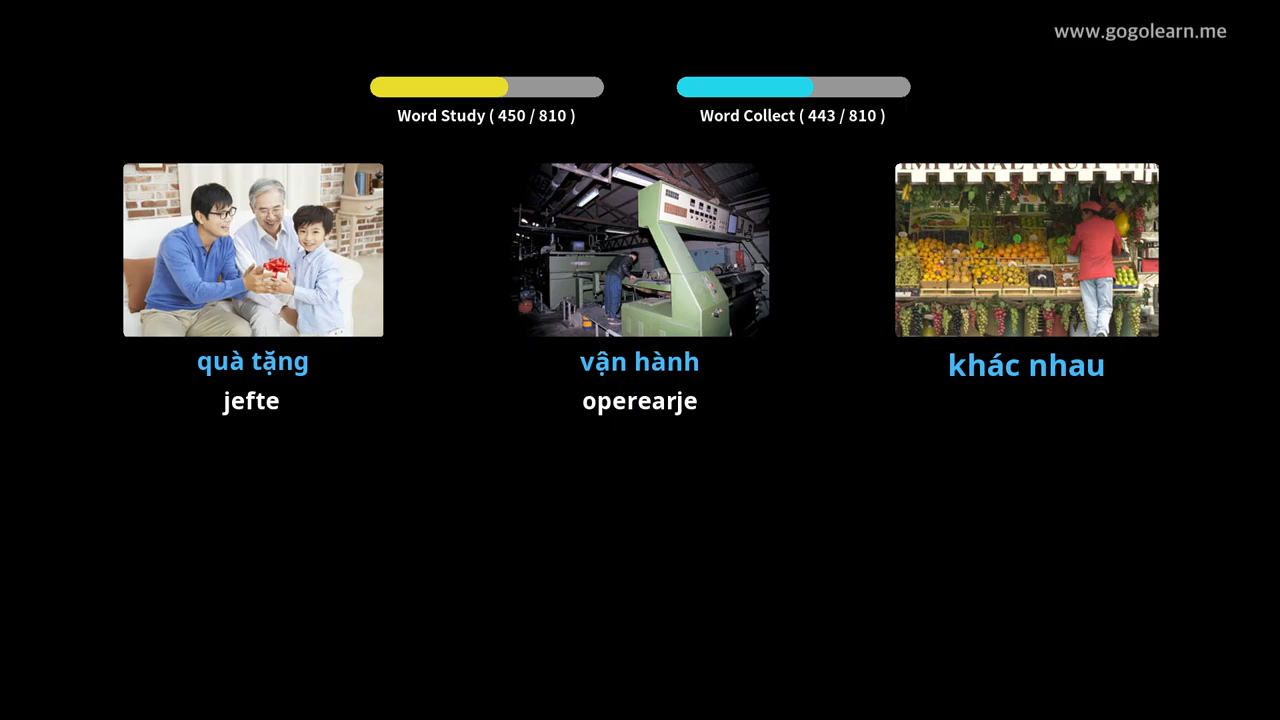 www.gogolearn.me
Word Study ( 450 / 810 )
Word Collect ( 443 / 810 )
quà tặng
jefte
vận hành
operearje
khác nhau